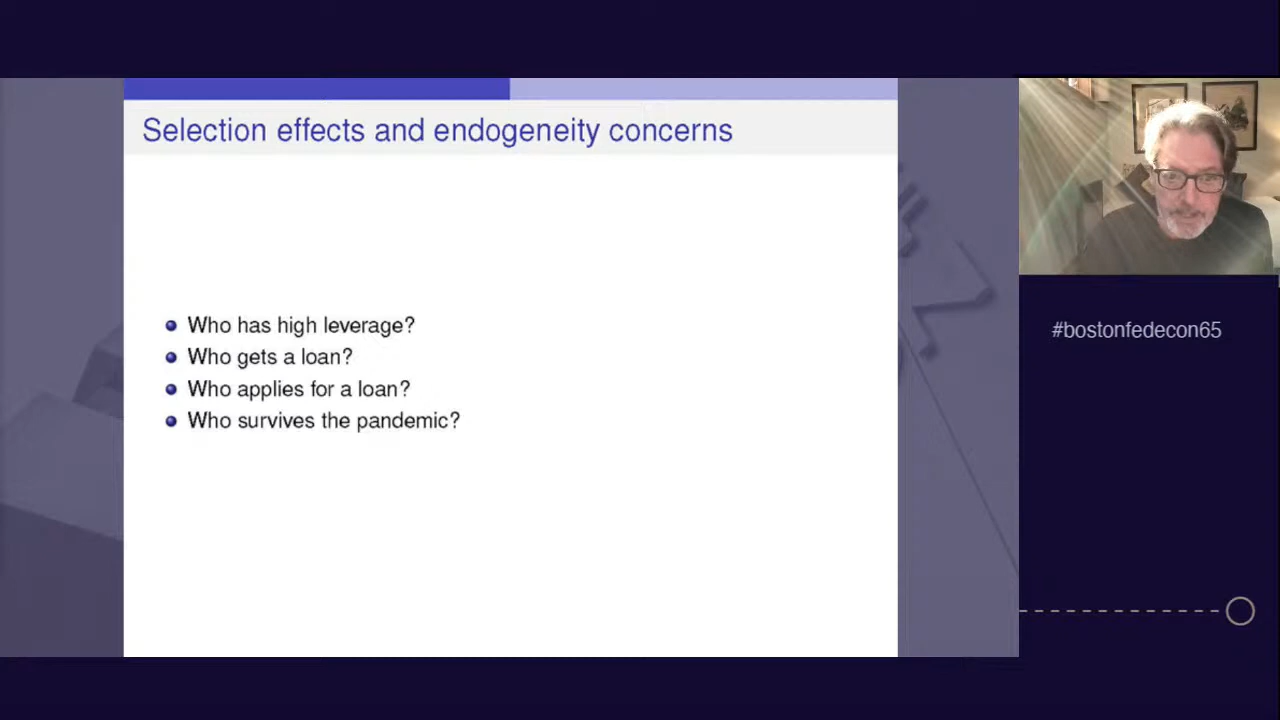 Selection effects and endogeneity concerns
Who has high leverage?
Who gets a loan?
Who applies for a loan?
Who survives the pandemic?
#bostonfedecon65